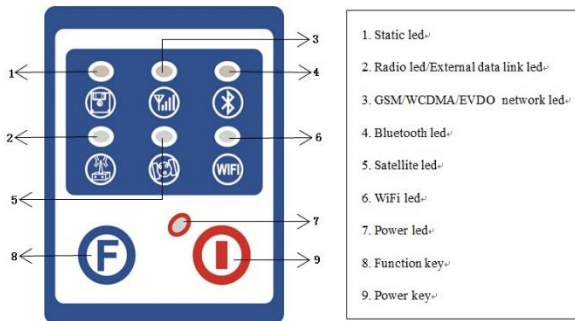 3
1
4
2
6
WIFI
5
7
F
8
9
1. Static led
2. Radio led/External data link led
3. GSM/WCDMA/EVDO network led
4. Bluetooth led
5. Satellite led
6. WiFi led
7. Power led
8. Function key
9. Power key